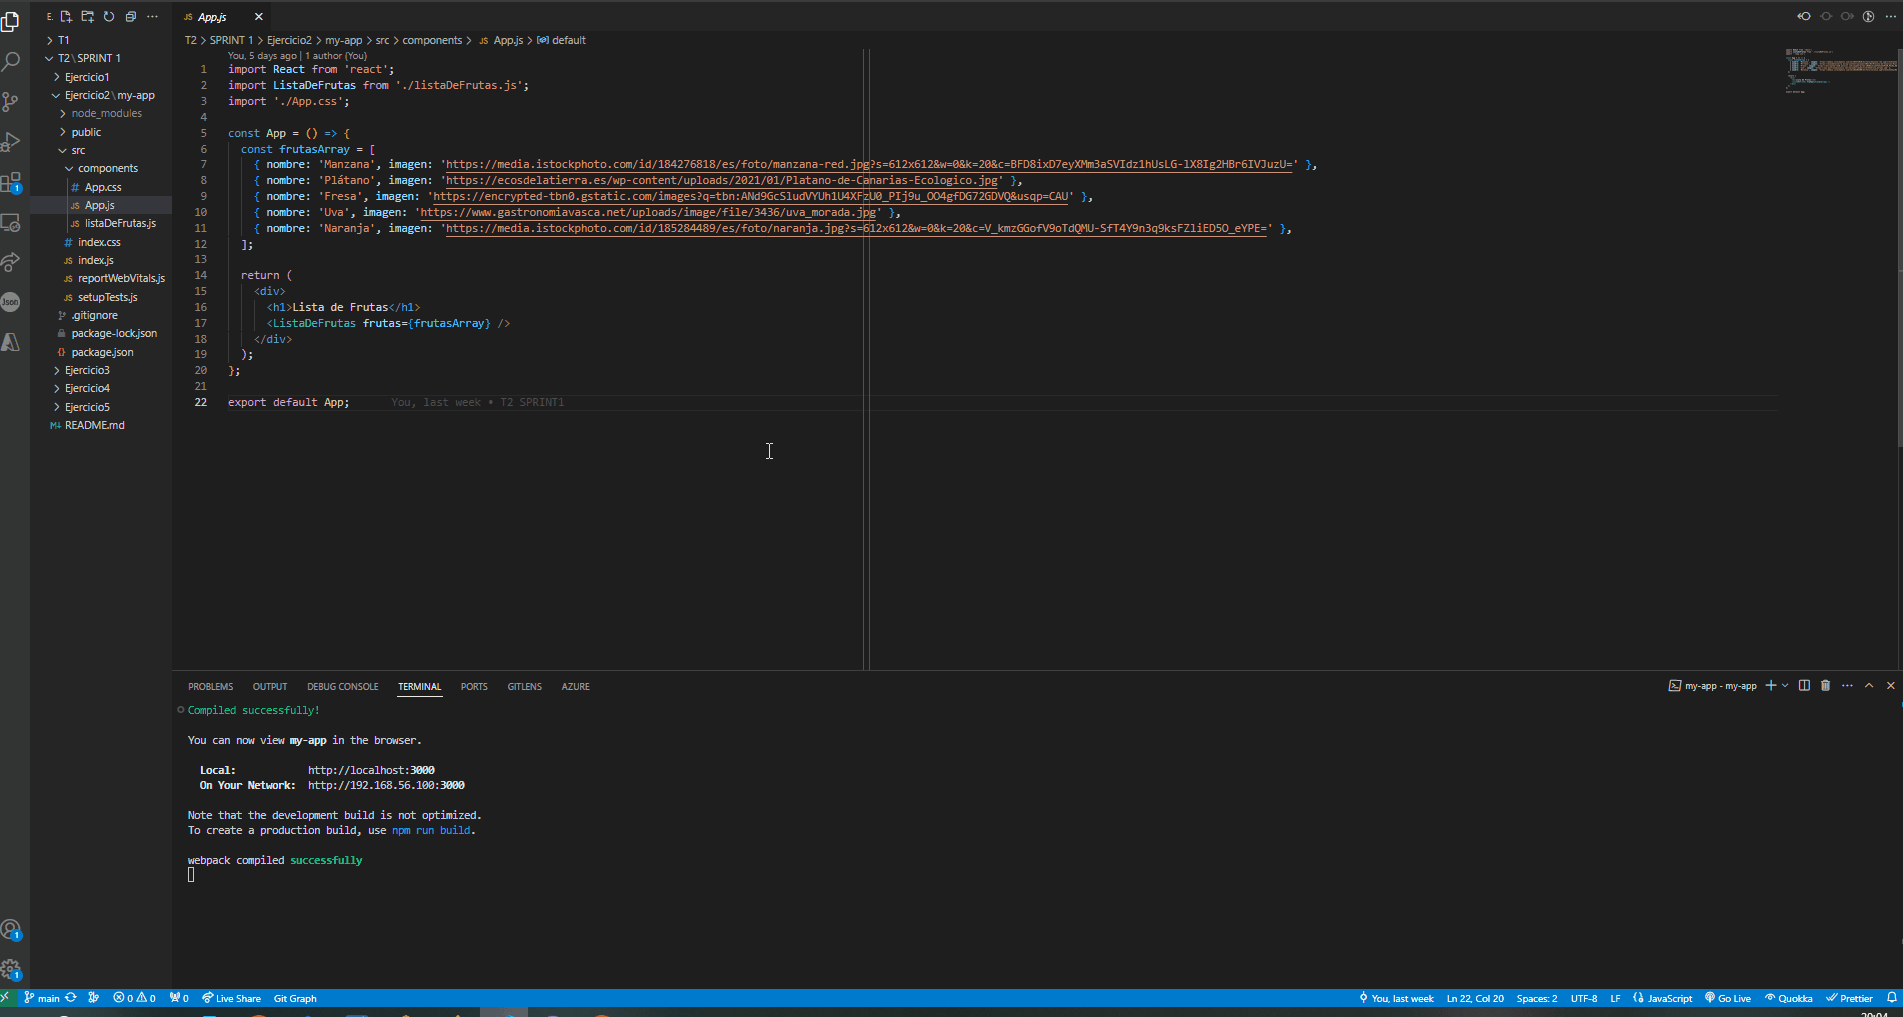 E.
App.js
T1
T2 \ SPRINT 1
Ejercicio1
Ejercicio2 \ my-app
node_modules
public
src
components
App.css
App.js
listaDeFrutas.js
index.css
index.js
reportWebVitals.js
setupTests.js
.gitignore
package-lock.json
package.json
Ejercicio3
Ejercicio4
Ejercicio5
README.md
T2 > SPRINT 1 > Ejercicio2 > my-app > src > components > JS App.js > default
You, 5 days ago | 1 author (You)
1 import React from 'react';
2 import ListaDeFrutas from './listaDeFrutas.js';
3 import './App.css';
4
5 const App = () => {
6 const frutasArray = [
7 { nombre: 'Manzana', imagen: 'https://media.istockphoto.com/id/184276818/es/foto/manzana-red.jpg?s=612x612&w=0&k=20&c=BFD8ixD7eyXMm3aSVIdz1hUsLG-lX8Ig2HBr6IVJuzU=' },
8 { nombre: 'Plátano', imagen: 'https://ecosdelatierra.es/wp-content/uploads/2021/01/Platano-de-Canarias-Ecologico.jpg' },
9 { nombre: 'Fresa', imagen: 'https://encrypted-tbn0.gstatic.com/images?q=tbn:ANd9GcSludVYUh1U4XFzU0_PIj9u_OO4gfDG72GDVQ&usqp=CAU' },
10 { nombre: 'Uva', imagen: 'https://www.gastronomiavasca.net/uploads/image/file/3436/uva_morada.jpg' },
11 { nombre: 'Naranja', imagen: 'https://media.istockphoto.com/id/185284489/es/foto/naranja.jpg?s=612x612&w=0&k=20&c=V_kmzGGofV9oTdQMU-SfT4Y9n3q9ksFZliED5O_eYPE=' },
12 ];
13
14 return (
15 <div>
16 <h1>Lista de Frutas</h1>
17 <ListaDeFrutas frutas={frutasArray} />
18 </div>
19 );
20 };
21
22 export default App; You, last week • T2 SPRINT1
PROBLEMS OUTPUT DEBUG CONSOLE TERMINAL PORTS GITLENS AZURE
my-app - my-app
Compiled successfully!
You can now view my-app in the browser.
Local: http://localhost:3000
On Your Network: http://192.168.56.100:3000
Note that the development build is not optimized.
To create a production build, use npm run build.
webpack compiled successfully
main 0 0 0 Live Share Git Graph
You, last week Ln 22, Col 20 Spaces: 2 UTF-8 LF JavaScript Go Live Quokka Prettier